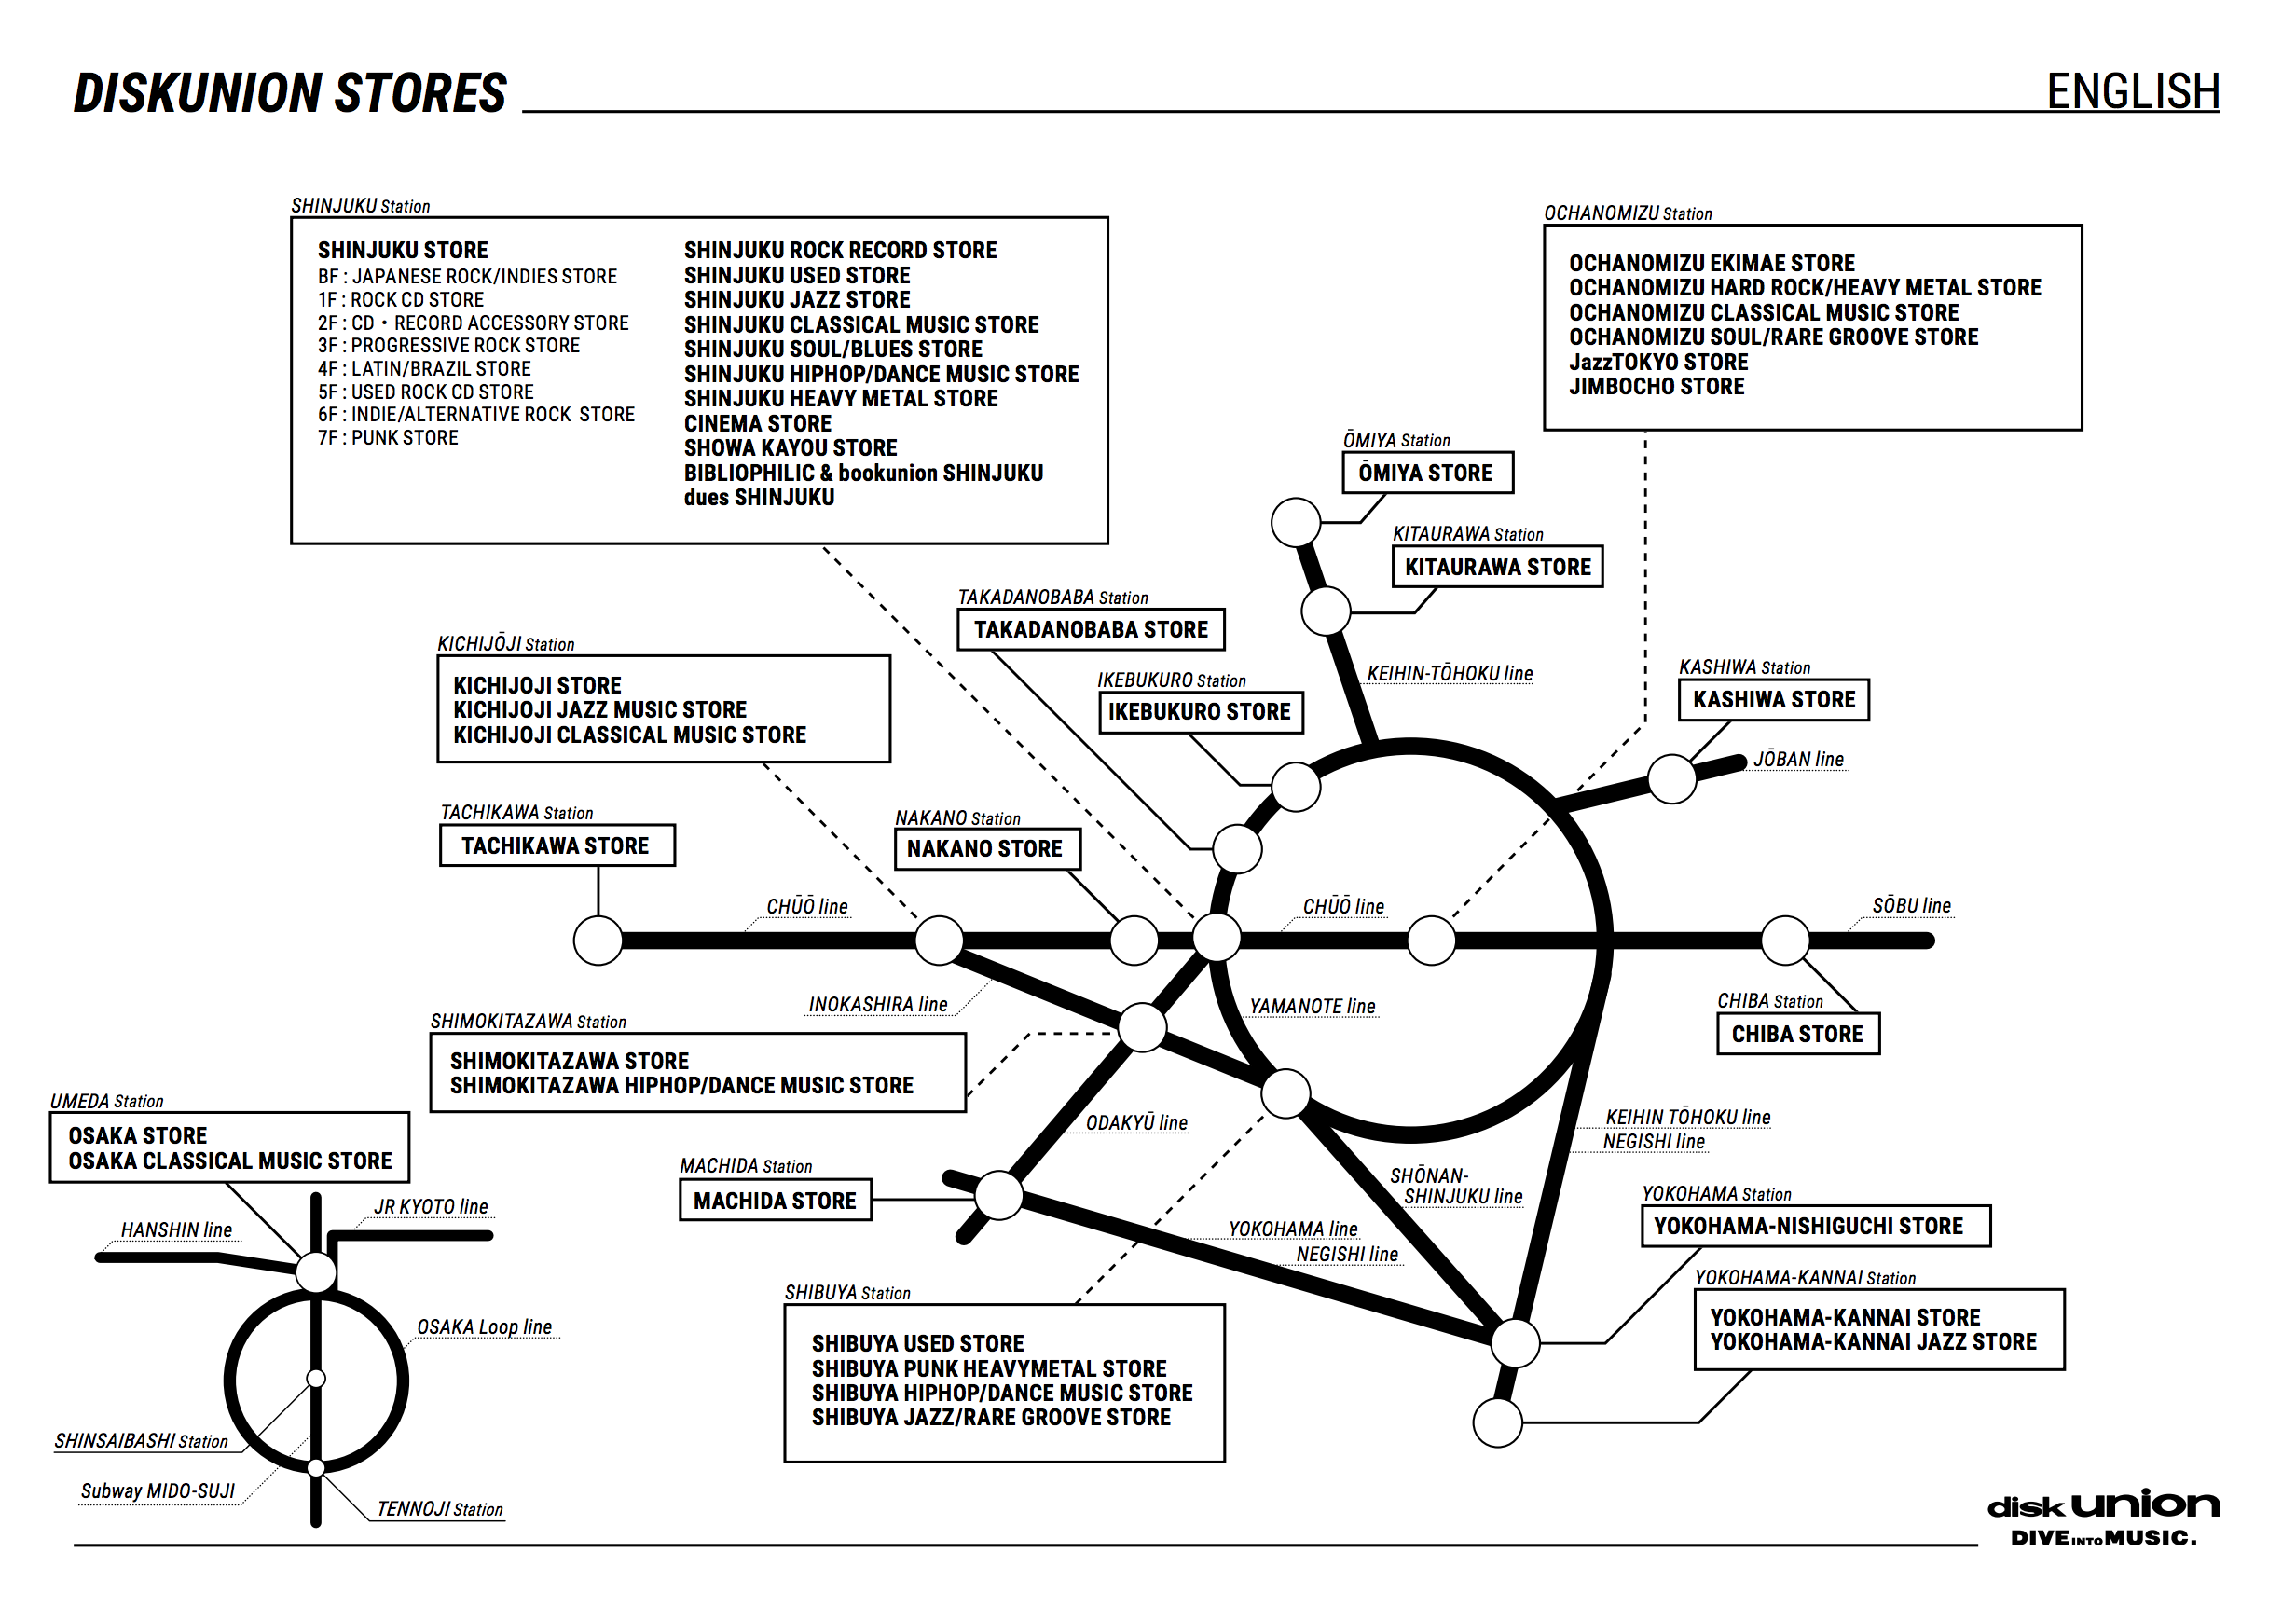 DISKUNION STORES
ENGLISH
SHINJUKU Station
SHINJUKU STORE
BF : JAPANESE ROCK/INDIES STORE
1F : ROCK CD STORE
2F : CD・RECORD ACCESSORY STORE
3F : PROGRESSIVE ROCK STORE
4F : LATIN/BRAZIL STORE
5F : USED ROCK CD STORE
6F : INDIE/ALTERNATIVE ROCK STORE
7F : PUNK STORE
SHINJUKU ROCK RECORD STORE
SHINJUKU USED STORE
SHINJUKU JAZZ STORE
SHINJUKU CLASSICAL MUSIC STORE
SHINJUKU SOUL/BLUES STORE
SHINJUKU HIPHOP/DANCE MUSIC STORE
SHINJUKU HEAVY METAL STORE
CINEMA STORE
SHOWA KAYOU STORE
BIBLIOPHILIC & bookunion SHINJUKU
dues SHINJUKU
OCHANOMIZU Station
OCHANOMIZU EKIMAE STORE
OCHANOMIZU HARD ROCK/HEAVY METAL STORE
OCHANOMIZU CLASSICAL MUSIC STORE
OCHANOMIZU SOUL/RARE GROOVE STORE
JazzTOKYO STORE
JIMBOCHO STORE
ŌMIYA Station
ŌMIYA STORE
KITAURAWA Station
KITAURAWA STORE
TAKADANOBABA Station
TAKADANOBABA STORE
KICHIJŌJI Station
KICHIJOJI STORE
KICHIJOJI JAZZ MUSIC STORE
KICHIJOJI CLASSICAL MUSIC STORE
IKEBUKURO Station
IKEBUKURO STORE
KEIHIN-TŌHOKU line
KASHIWA Station
KASHIWA STORE
JŌBAN line
TACHIKAWA Station
TACHIKAWA STORE
NAKANO Station
NAKANO STORE
CHŪŌ line
CHŪŌ line
SŌBU line
INOKASHIRA line
YAMANOTE line
CHIBA Station
CHIBA STORE
SHIMOKITAZAWA Station
SHIMOKITAZAWA STORE
SHIMOKITAZAWA HIPHOP/DANCE MUSIC STORE
UMEDA Station
OSAKA STORE
OSAKA CLASSICAL MUSIC STORE
ODAKYŪ line
KEIHIN TŌHOKU line
NEGISHI line
MACHIDA Station
MACHIDA STORE
SHŌNAN-
SHINJUKU line
YOKOHAMA line
NEGISHI line
YOKOHAMA Station
YOKOHAMA-NISHIGUCHI STORE
YOKOHAMA-KANNAI Station
YOKOHAMA-KANNAI STORE
YOKOHAMA-KANNAI JAZZ STORE
JR KYOTO line
HANSHIN line
OSAKA Loop line
SHIBUYA Station
SHIBUYA USED STORE
SHIBUYA PUNK HEAVYMETAL STORE
SHIBUYA HIPHOP/DANCE MUSIC STORE
SHIBUYA JAZZ/RARE GROOVE STORE
SHINSAIBASHI Station
Subway MIDO-SUJI
TENNOJI Station
disk union
DIVE INTO MUSIC.